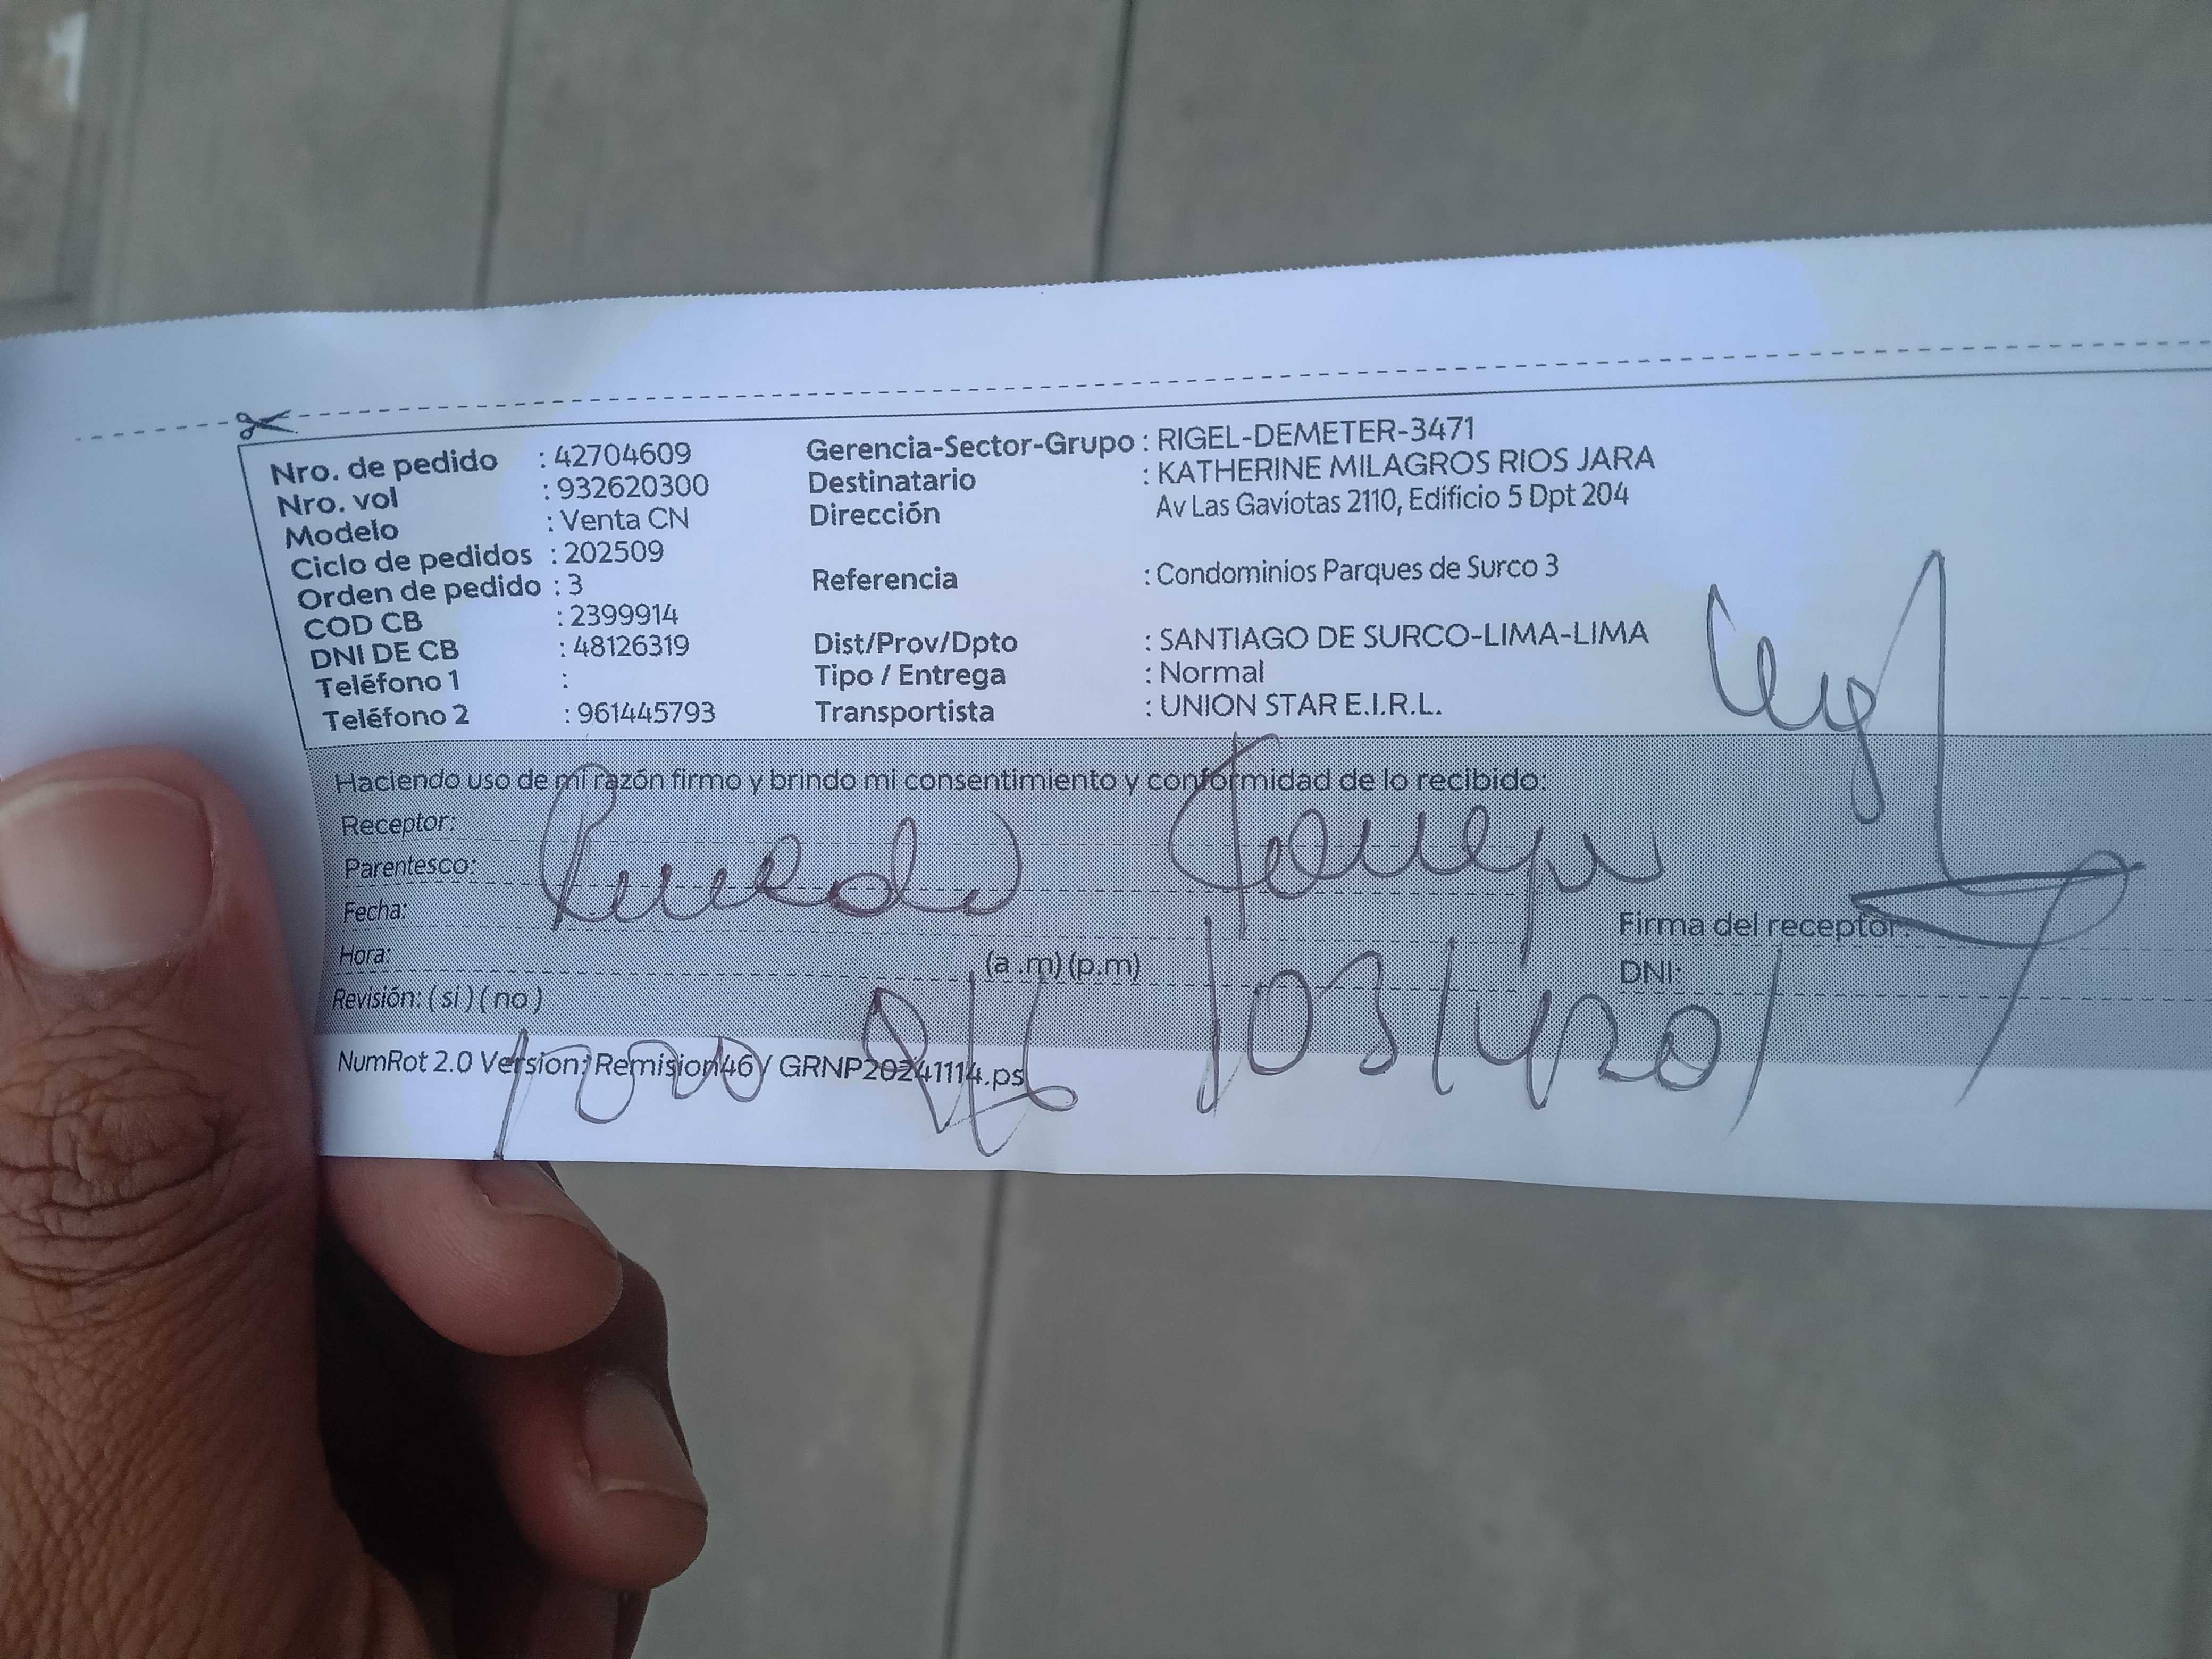 Nro. de pedido : 42704609 Gerencia-Sector-Grupo : RIGEL-DEMETER-3471
Nro. vol : 932620300 Destinatario : KATHERINE MILAGROS RIOS JARA
Modelo : Venta CN Dirección Av Las Gaviotas 2110, Edificio 5 Dpt 204
Ciclo de pedidos : 202509
Orden de pedido : 3 Referencia : Condominios Parques de Surco 3
COD CB : 2399914
DNI DE CB : 48126319 Dist/Prov/Dpto : SANTIAGO DE SURCO-LIMA-LIMA
Teléfono 1 : Tipo / Entrega : Normal
Teléfono 2 : 961445793 Transportista : UNION STAR E.I.R.L.
Haciendo uso de mi razón firmo y brindo mi consentimiento y conformidad de lo recibido:
Receptor:
Parentesco:
Fecha: Firma del receptor:
Hora: (a .m) (p.m) DNI:
Revisión: ( si ) ( no )
NumRot 2.0 Version: Remision46 / GRNP20241114.ps